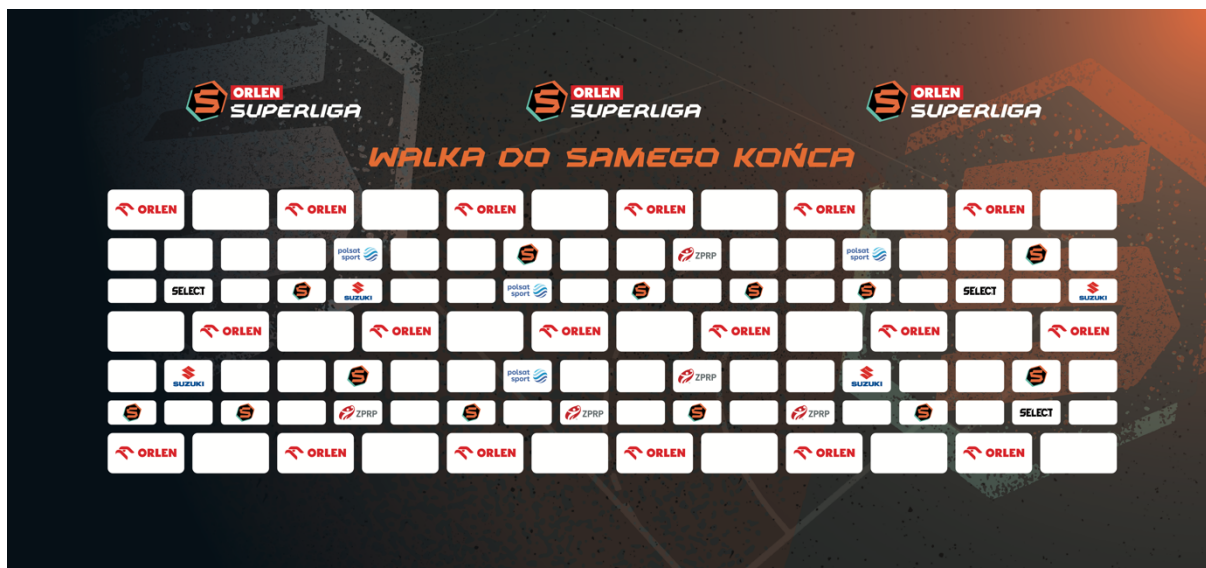 ORLEN ORLEN ORLEN
SUPERLIGA SUPERLIGA SUPERLIGA
WALKA DO SAMEGO KOŃCA
ORLEN ORLEN ORLEN ORLEN ORLEN ORLEN
polsat sport ZPRP polsat sport
SELECT SUZUKI polsat sport SELECT SUZUKI
ORLEN ORLEN ORLEN ORLEN ORLEN ORLEN
SUZUKI polsat sport ZPRP SUZUKI
ZPRP ZPRP ZPRP SELECT
ORLEN ORLEN ORLEN ORLEN ORLEN ORLEN